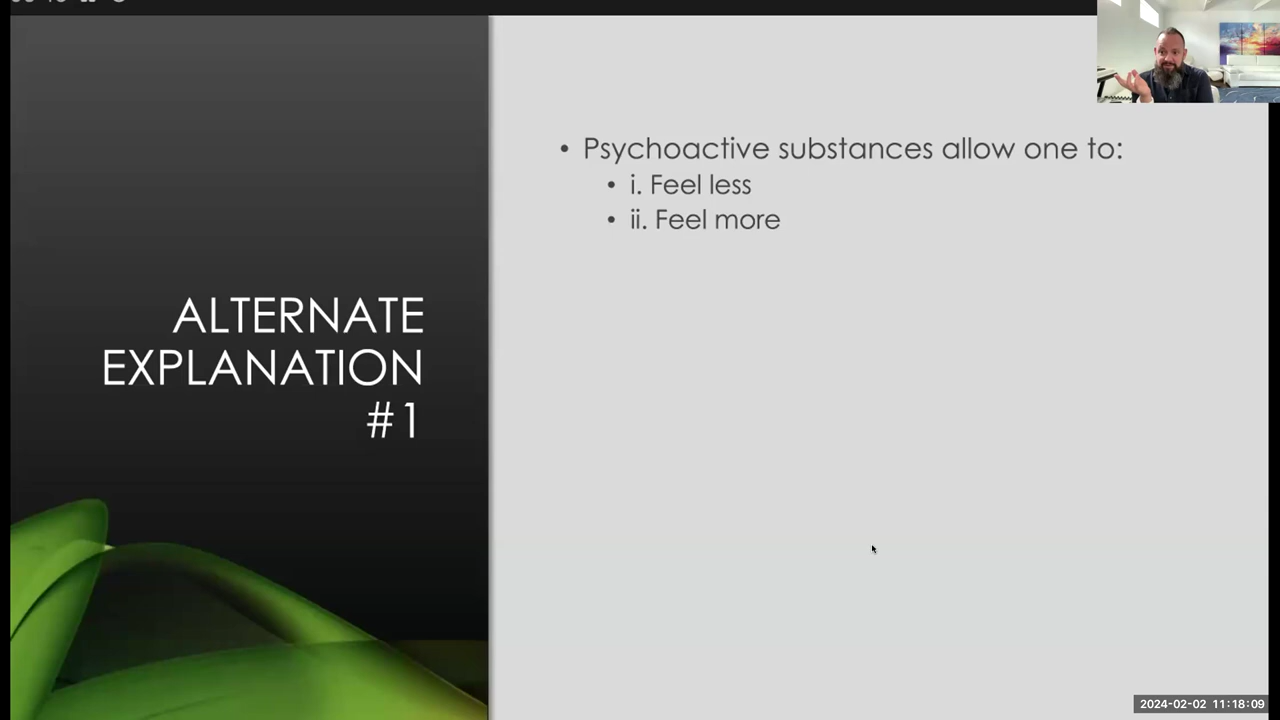 ALTERNATE
EXPLANATION
#1
• Psychoactive substances allow one to:
• i. Feel less
• ii. Feel more
2024-02-02 11:18:09